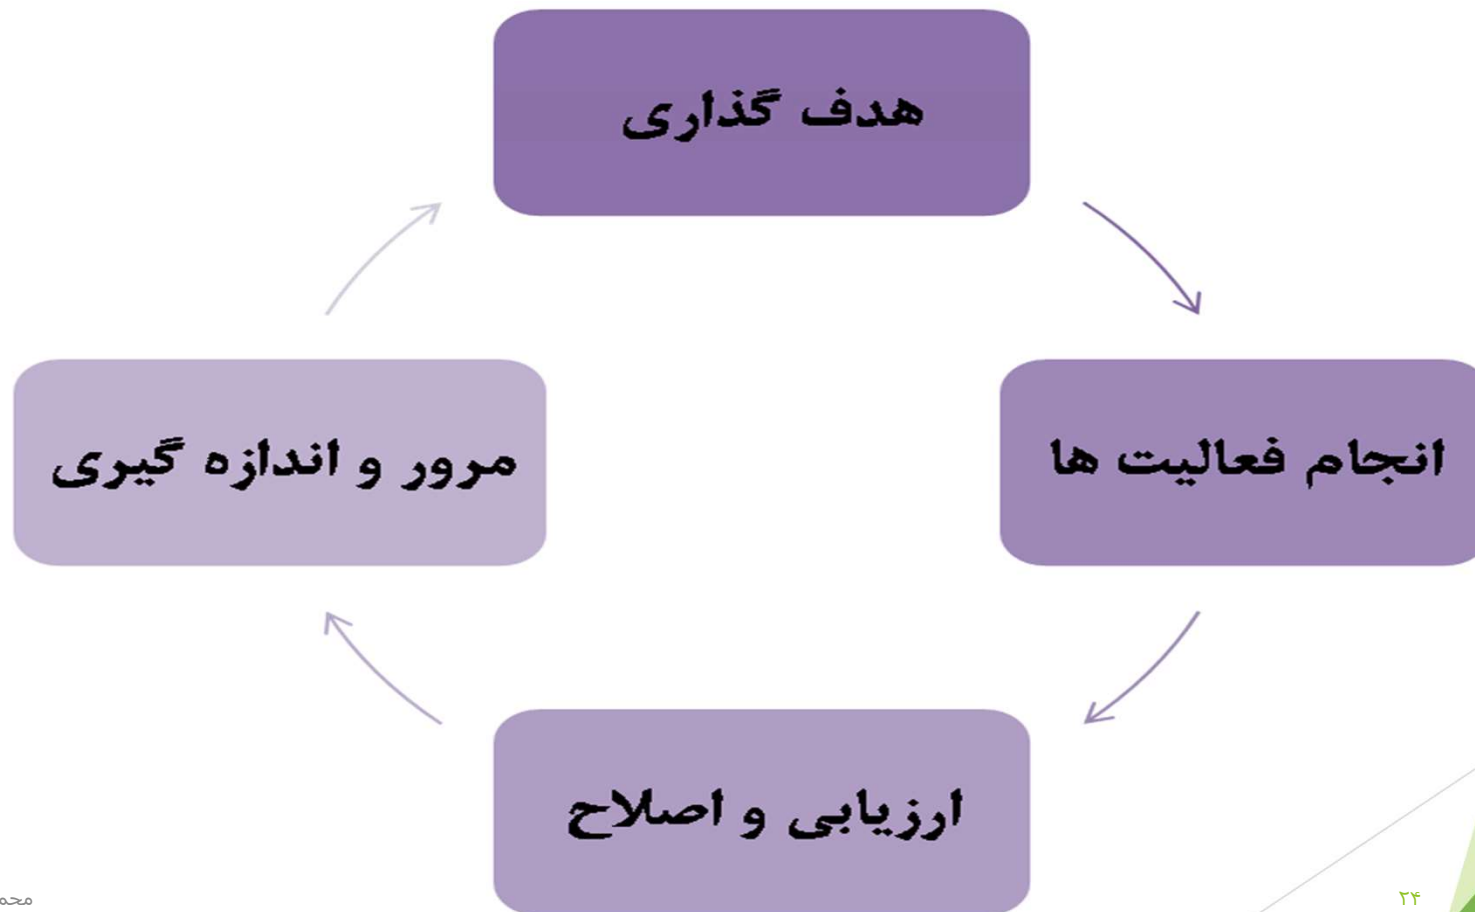 هدف گذاری
انجام فعالیت ها
ارزیابی و اصلاح
مرور و اندازه گیری
۲۴